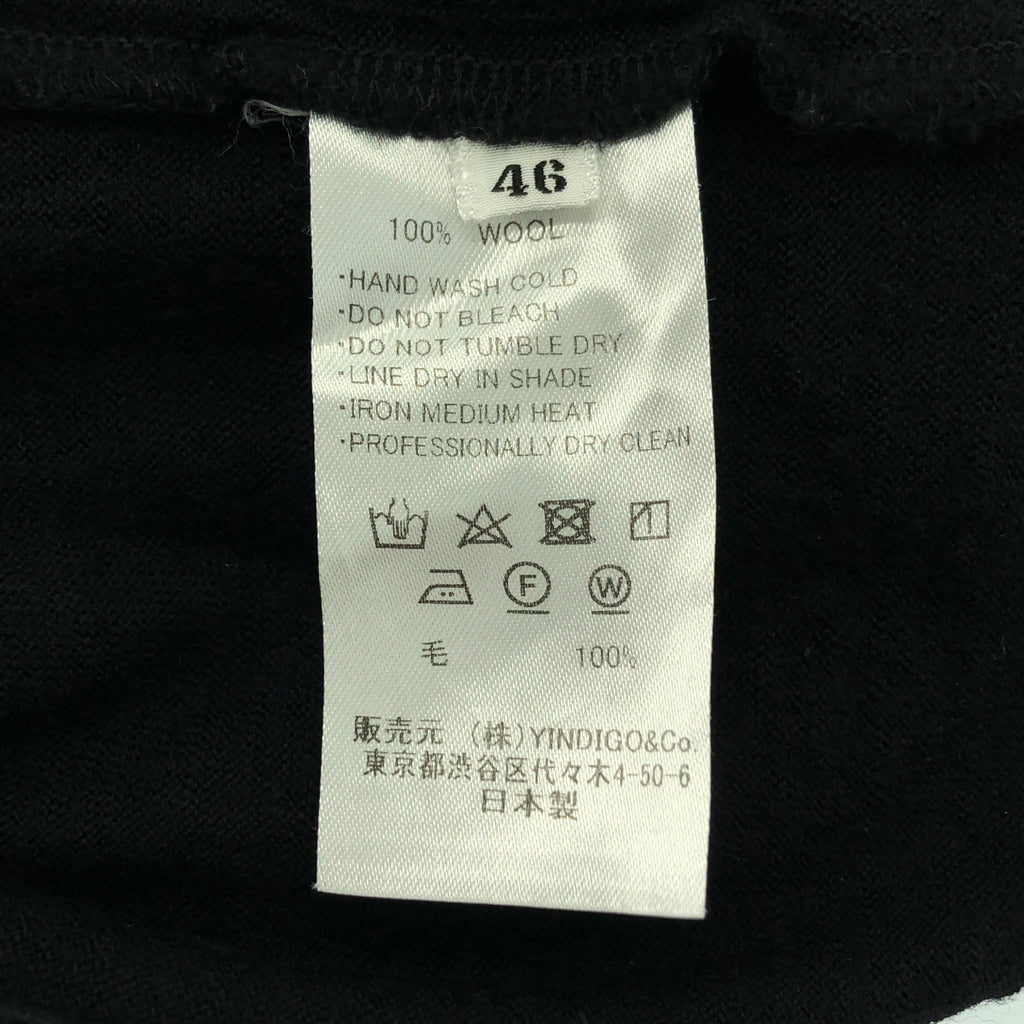 46
100% WOOL
・HAND WASH COLD
・DO NOT BLEACH
・DO NOT TUMBLE DRY
・LINE DRY IN SHADE
・IRON MEDIUM HEAT
・PROFESSIONALLY DRY CLEAN
F W
毛 100%
販売元 (株)YINDIGO&Co.
東京都渋谷区代々木4-50-6
日本製